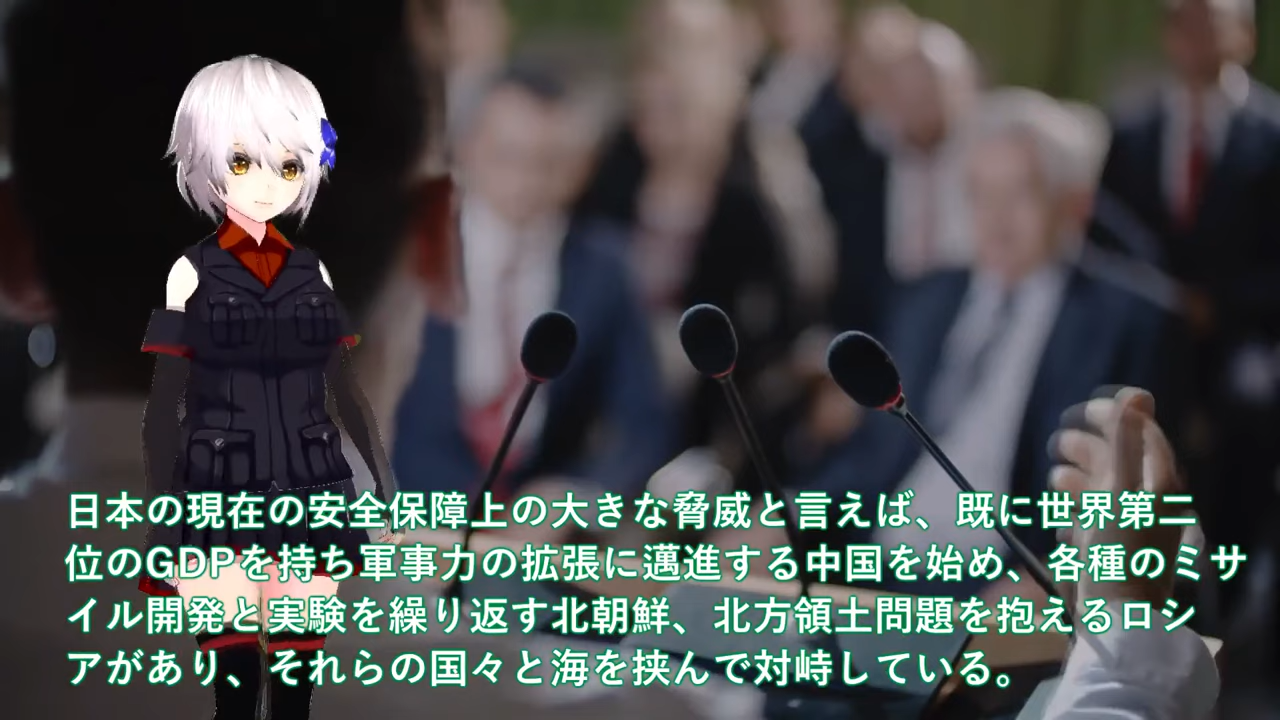 日本の現在の安全保障上の大きな脅威と言えば、既に世界第二
位のGDPを持ち軍事力の拡張に邁進する中国を始め、各種のミサ
イル開発と実験を繰り返す北朝鮮、北方領土問題を抱えるロシ
アがあり、それらの国々と海を挟んで対峙している。